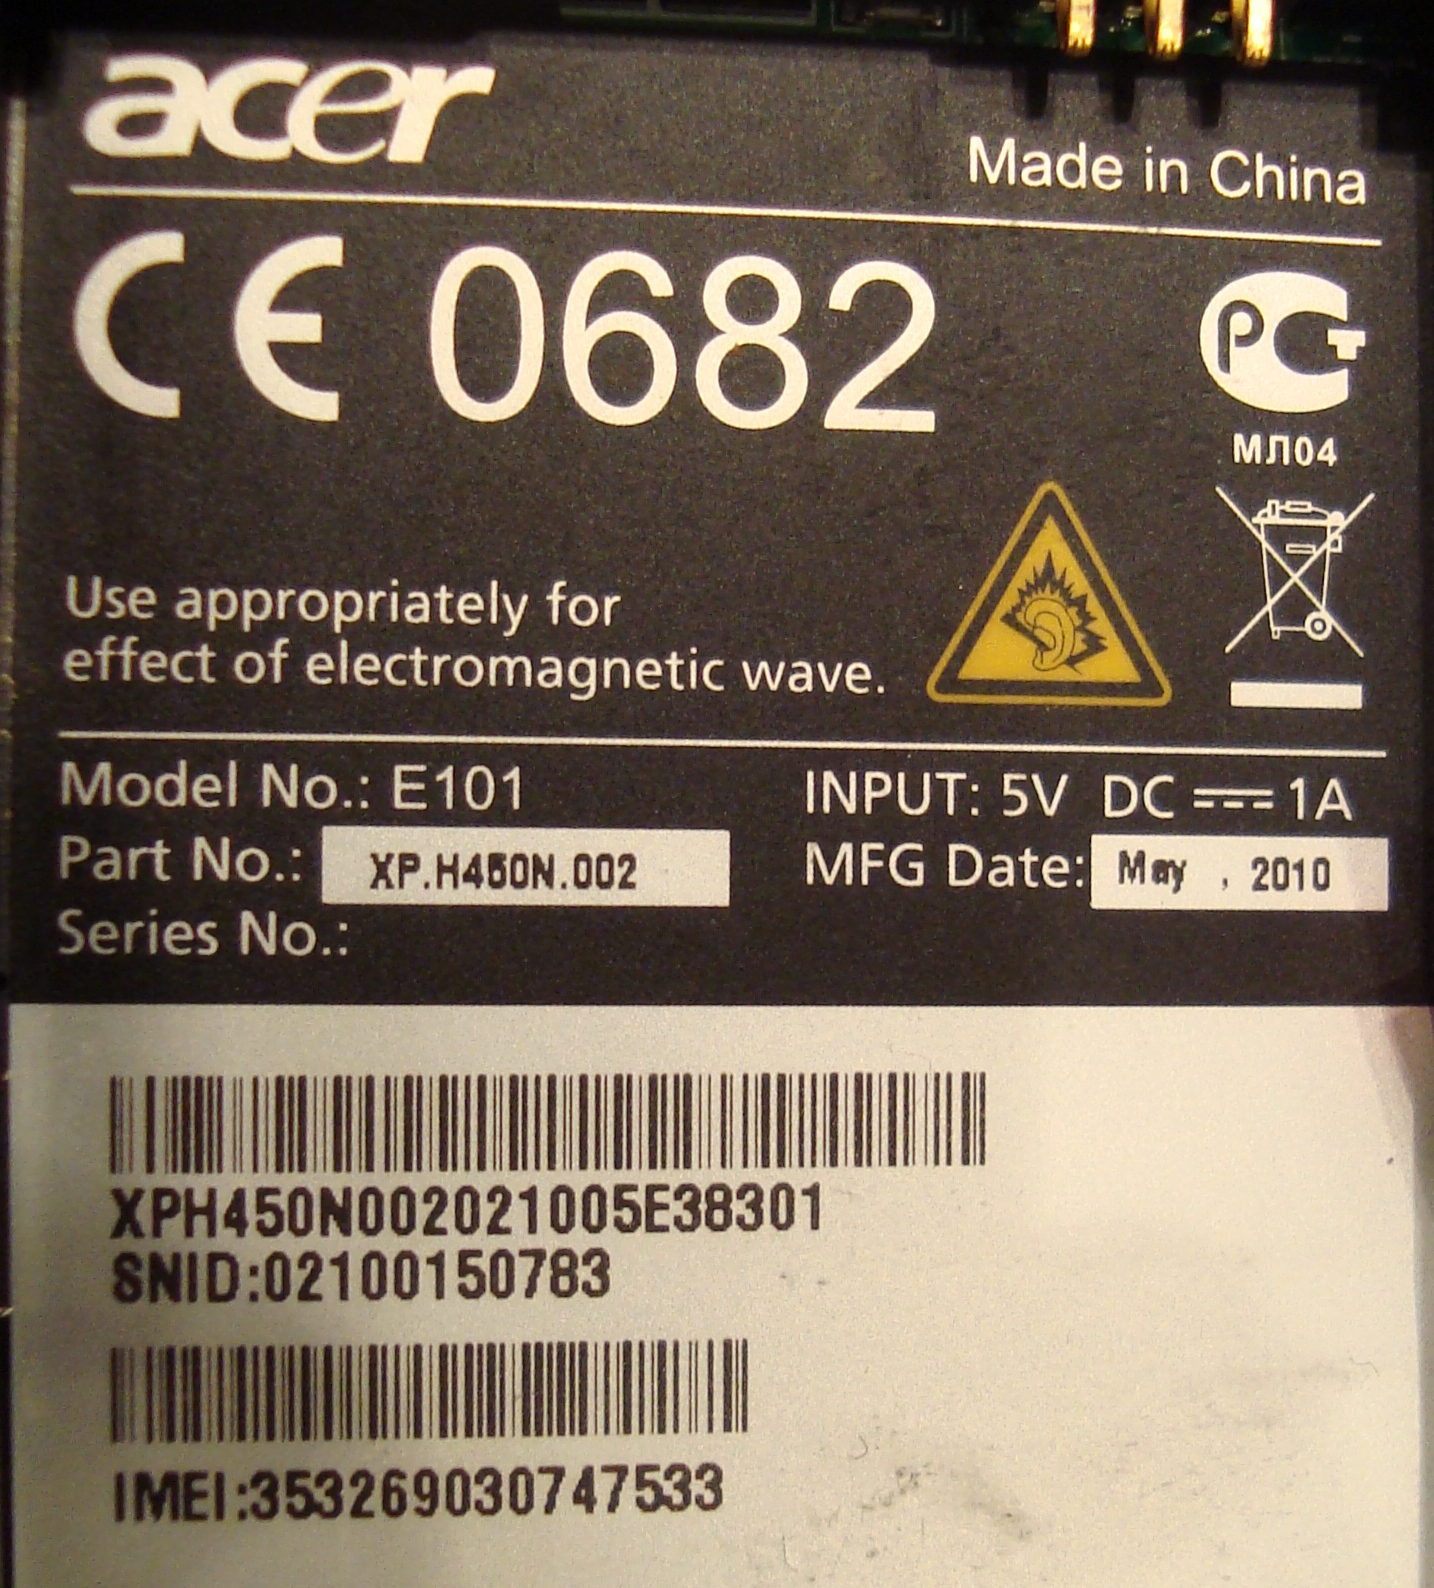 acer
Made in China
CE 0682
PCT
МЛ04
Use appropriately for
effect of electromagnetic wave.
Model No.: E101
INPUT: 5V DC ⎓ 1A
Part No.: XP.H450N.002
MFG Date: May , 2010
Series No.:
XPH450N002021005E38301
SNID:02100150783
IMEI:353269030747533